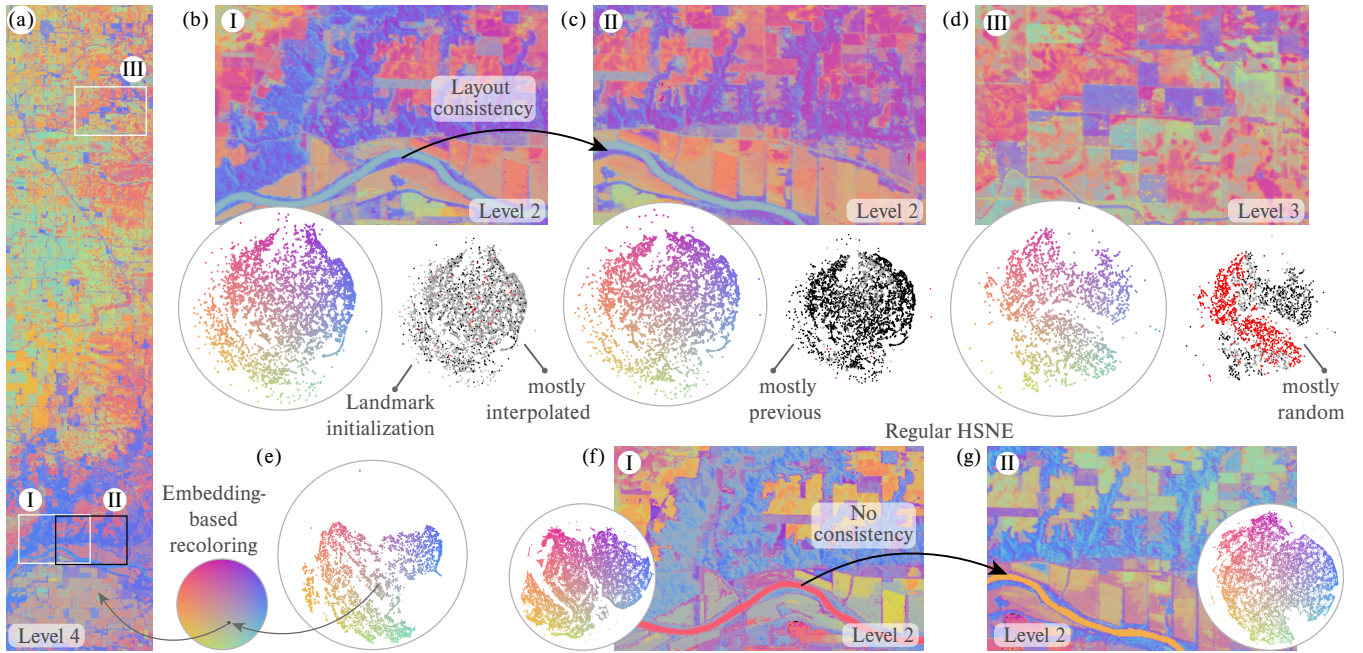 (a)
III
I
II
Level 4
(b)
I
Layout
consistency
Level 2
(c)
II
Level 2
(d)
III
Level 3
Landmark
initialization
mostly
interpolated
mostly
previous
mostly
random
Regular HSNE
(e)
Embedding-
based
recoloring
(f)
I
No
consistency
Level 2
(g)
II
Level 2